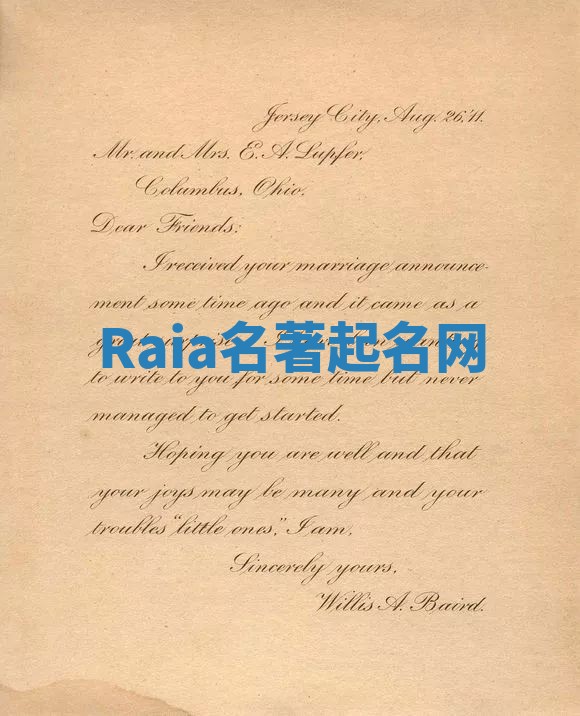 Jersey City, Aug. 26,'11.
Mr. and Mrs. E. A. Lupfer,
Columbus, Ohio.
Dear Friends:
I received your marriage announce-
ment some time ago and it came as a
great surprise. I
Raia名著起名网
to write to you for some time but never
managed to get started.
Hoping you are well and that
your joys may be many and your
troubles "little ones," I am,
Sincerely yours,
Willis A. Baird.